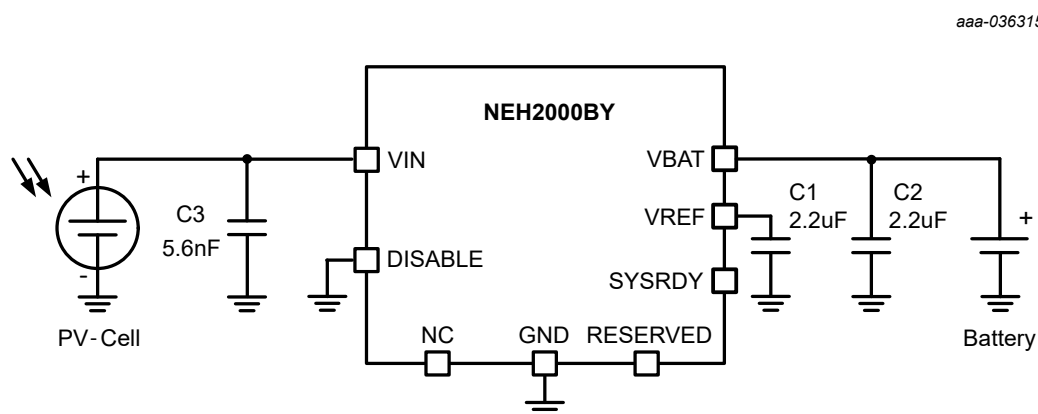 aaa-036315
NEH2000BY
VIN
VBAT
+
C3
5.6nF
C1
2.2uF
C2
2.2uF
+
VREF
-
DISABLE
SYSRDY
PV-Cell
NC
GND
RESERVED
Battery